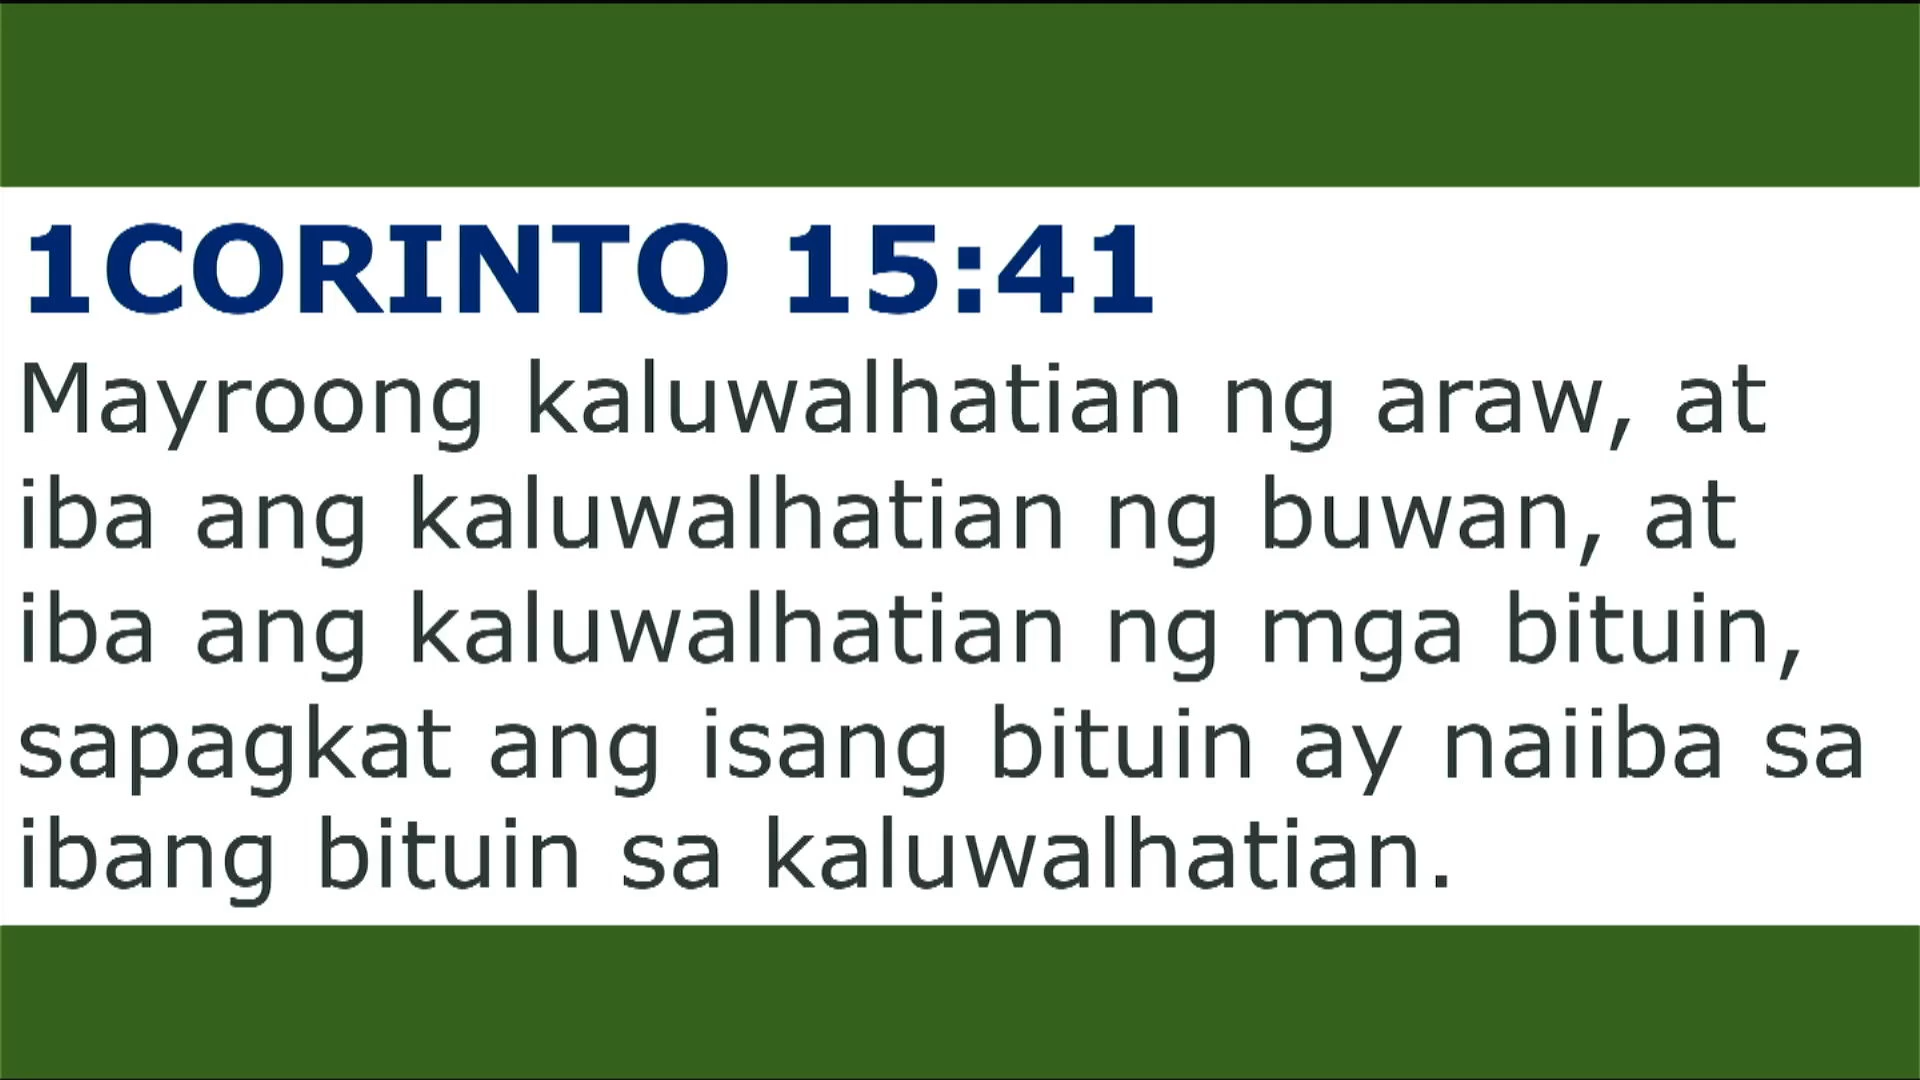 1CORINTO 15:41
Mayroong kaluwalhatian ng araw, at
iba ang kaluwalhatian ng buwan, at
iba ang kaluwalhatian ng mga bituin,
sapagkat ang isang bituin ay naiiba sa
ibang bituin sa kaluwalhatian.